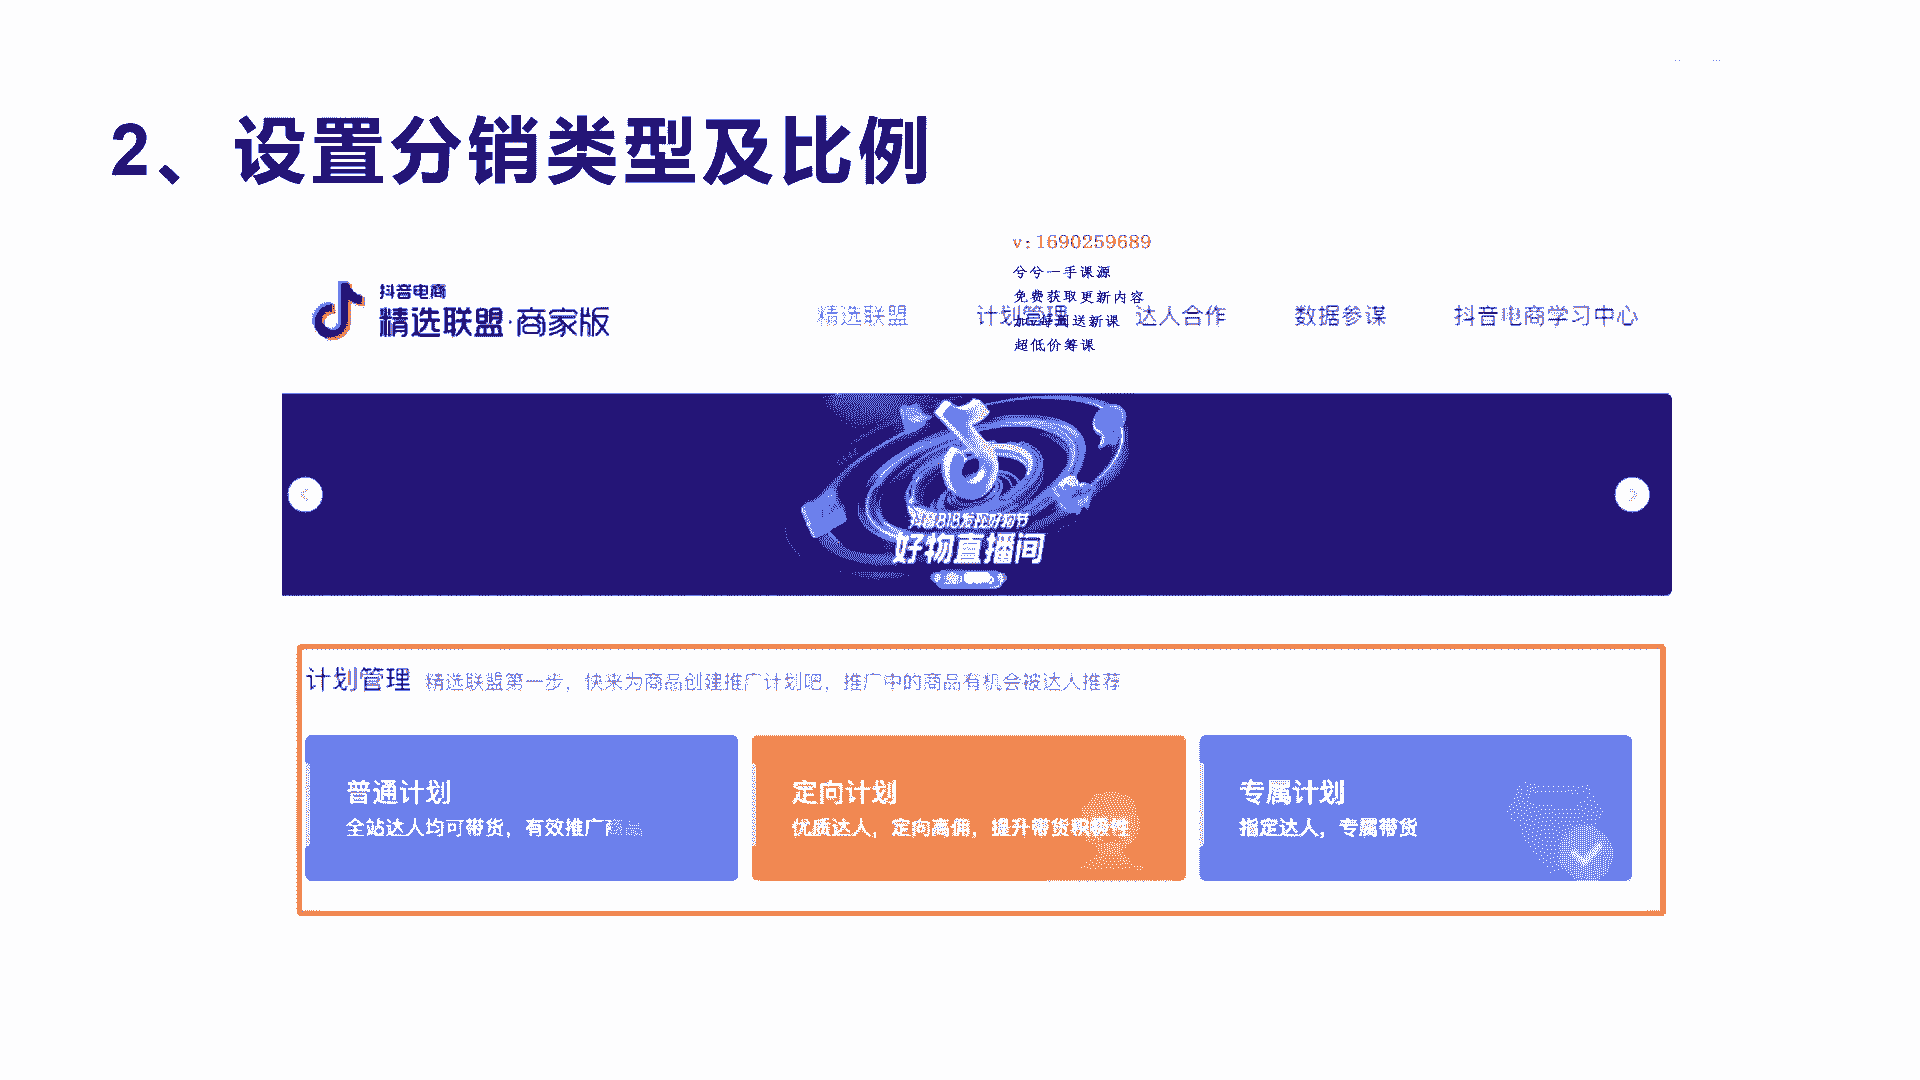 2、设置分销类型及比例
v:1690259689
兮兮一手课源
免费获取更新内容
超低价筹课
抖音电商
精选联盟·商家版
精选联盟
计划管理
达人合作
数据参谋
抖音电商学习中心
抖音818发现好物节
好物直播间
计划管理 精选联盟第一步，快来为商品创建推广计划吧，推广中的商品有机会被达人推荐
普通计划
全站达人均可带货，有效推广商品
定向计划
优质达人，定向高佣，提升带货积极性
专属计划
指定达人，专属带货